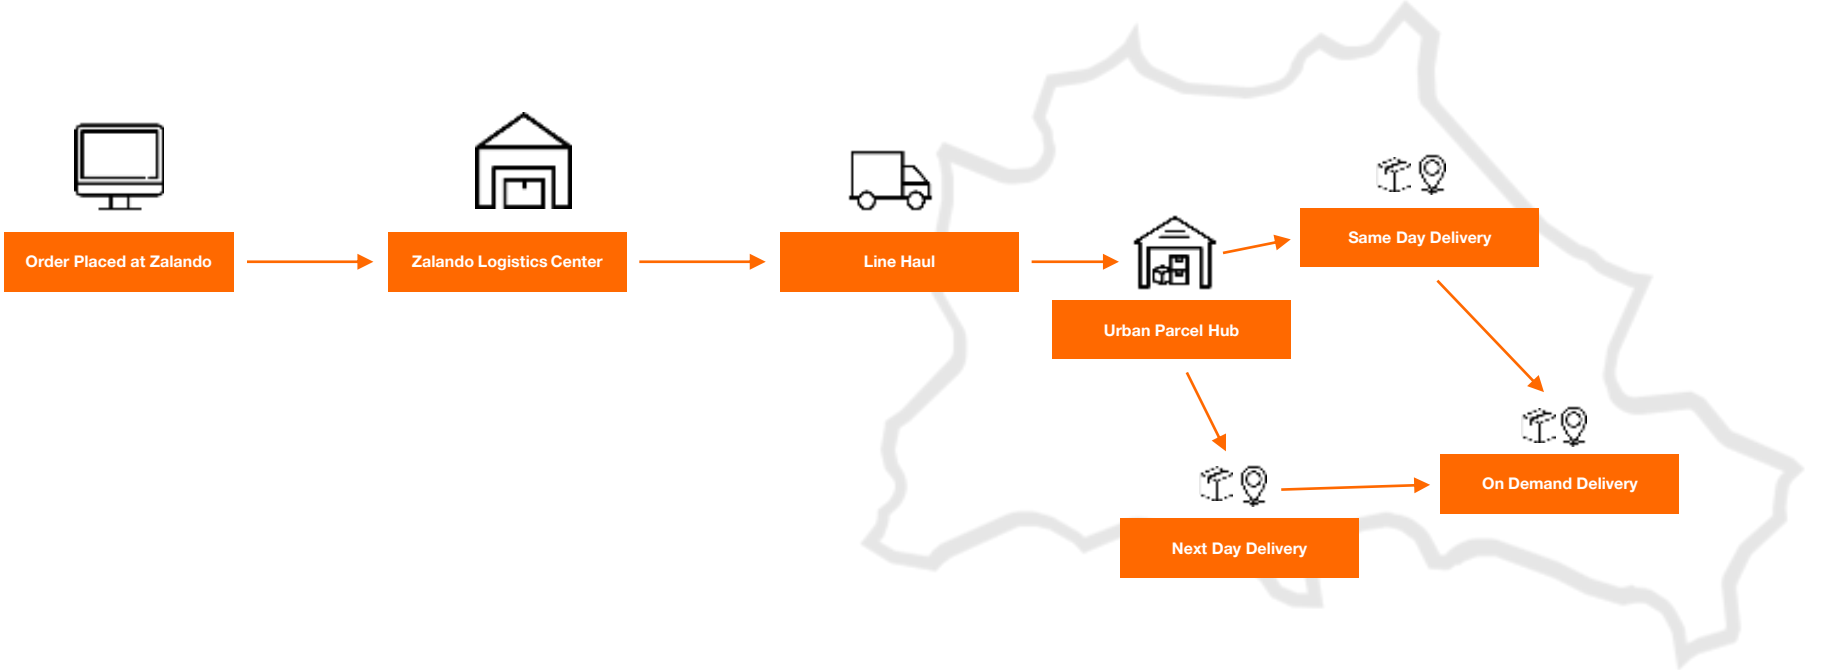 Order Placed at Zalando
Zalando Logistics Center
Line Haul
Urban Parcel Hub
Same Day Delivery
On Demand Delivery
Next Day Delivery